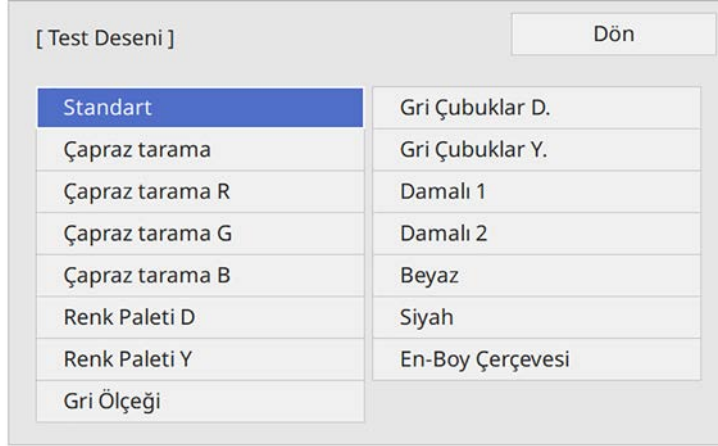 [ Test Deseni ]
Dön
Standart
Çapraz tarama
Çapraz tarama R
Çapraz tarama G
Çapraz tarama B
Renk Paleti D
Renk Paleti Y
Gri Ölçeği
Gri Çubuklar D.
Gri Çubuklar Y.
Damalı 1
Damalı 2
Beyaz
Siyah
En-Boy Çerçevesi